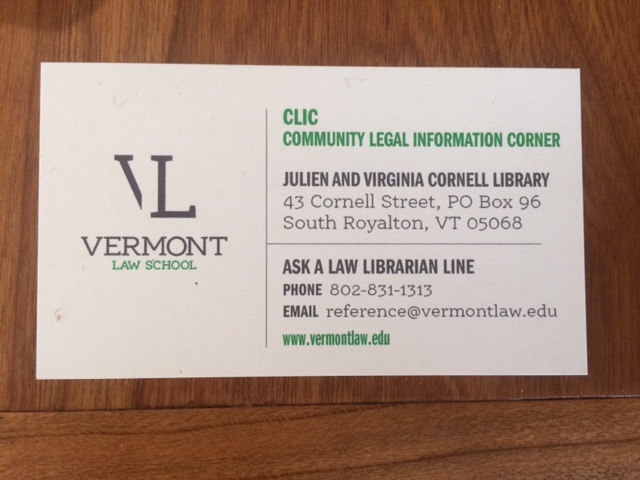 VL
VERMONT
LAW SCHOOL
CLIC
COMMUNITY LEGAL INFORMATION CORNER
JULIEN AND VIRGINIA CORNELL LIBRARY
43 Cornell Street, PO Box 96
South Royalton, VT 05068
ASK A LAW LIBRARIAN LINE
PHONE 802-831-1313
EMAIL reference@vermontlaw.edu
www.vermontlaw.edu